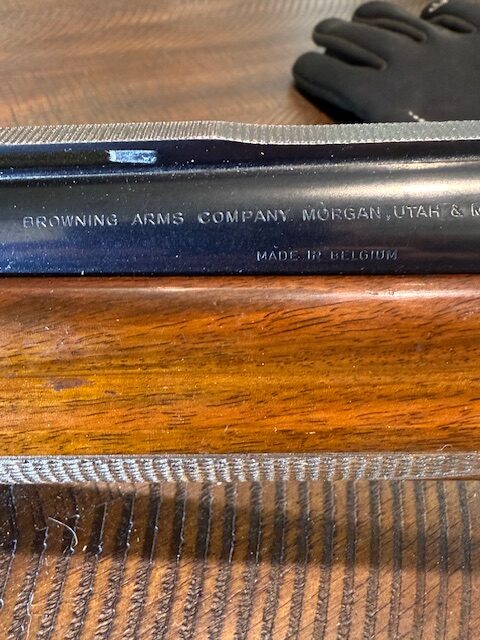 BROWNING ARMS COMPANY. MORGAN, UTAH & M
MADE IN BELGIUM